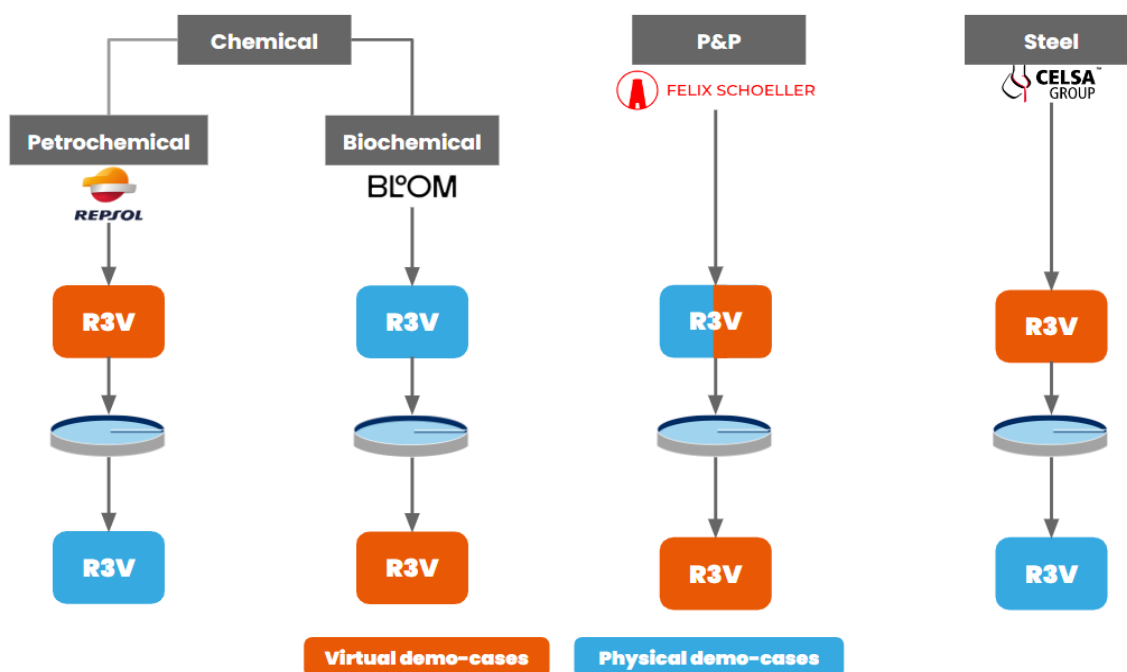 Chemical
P&P
Steel
FELIX SCHOELLER
CELSA™
GROUP
Petrochemical
Biochemical
REPSOL
BLOOM
R3V
R3V
R3V
R3V
R3V
R3V
R3V
R3V
Virtual demo-cases
Physical demo-cases